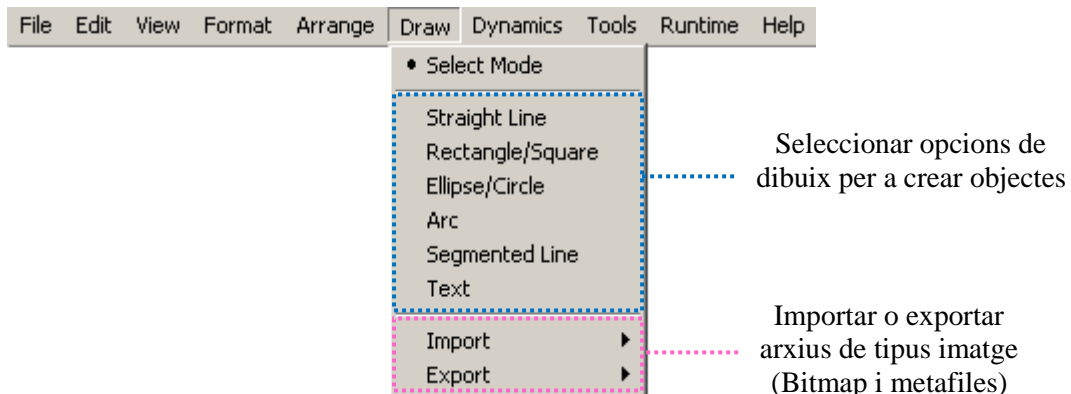 File Edit View Format Arrange Draw Dynamics Tools Runtime Help
Select Mode
Straight Line
Rectangle/Square
Ellipse/Circle
Arc
Segmented Line
Text
Seleccionar opcions de
dibuix per a crear objectes
Import
Export
Importar o exportar
arxius de tipus imatge
(Bitmap i metafiles)